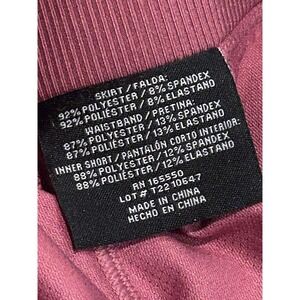 SKIRT / FALDA:
92% POLYESTER / 8% SPANDEX
92% POLIÉSTER / 8% ELASTANO
WAISTBAND / PRETINA:
87% POLYESTER / 13% SPANDEX
87% POLIÉSTER / 13% ELASTANO
INNER SHORT / PANTALÓN CORTO INTERIOR:
88% POLYESTER / 12% SPANDEX
88% POLIÉSTER / 12% ELASTANO
RN 165550
LOT # T2210647
MADE IN CHINA
HECHO EN CHINA